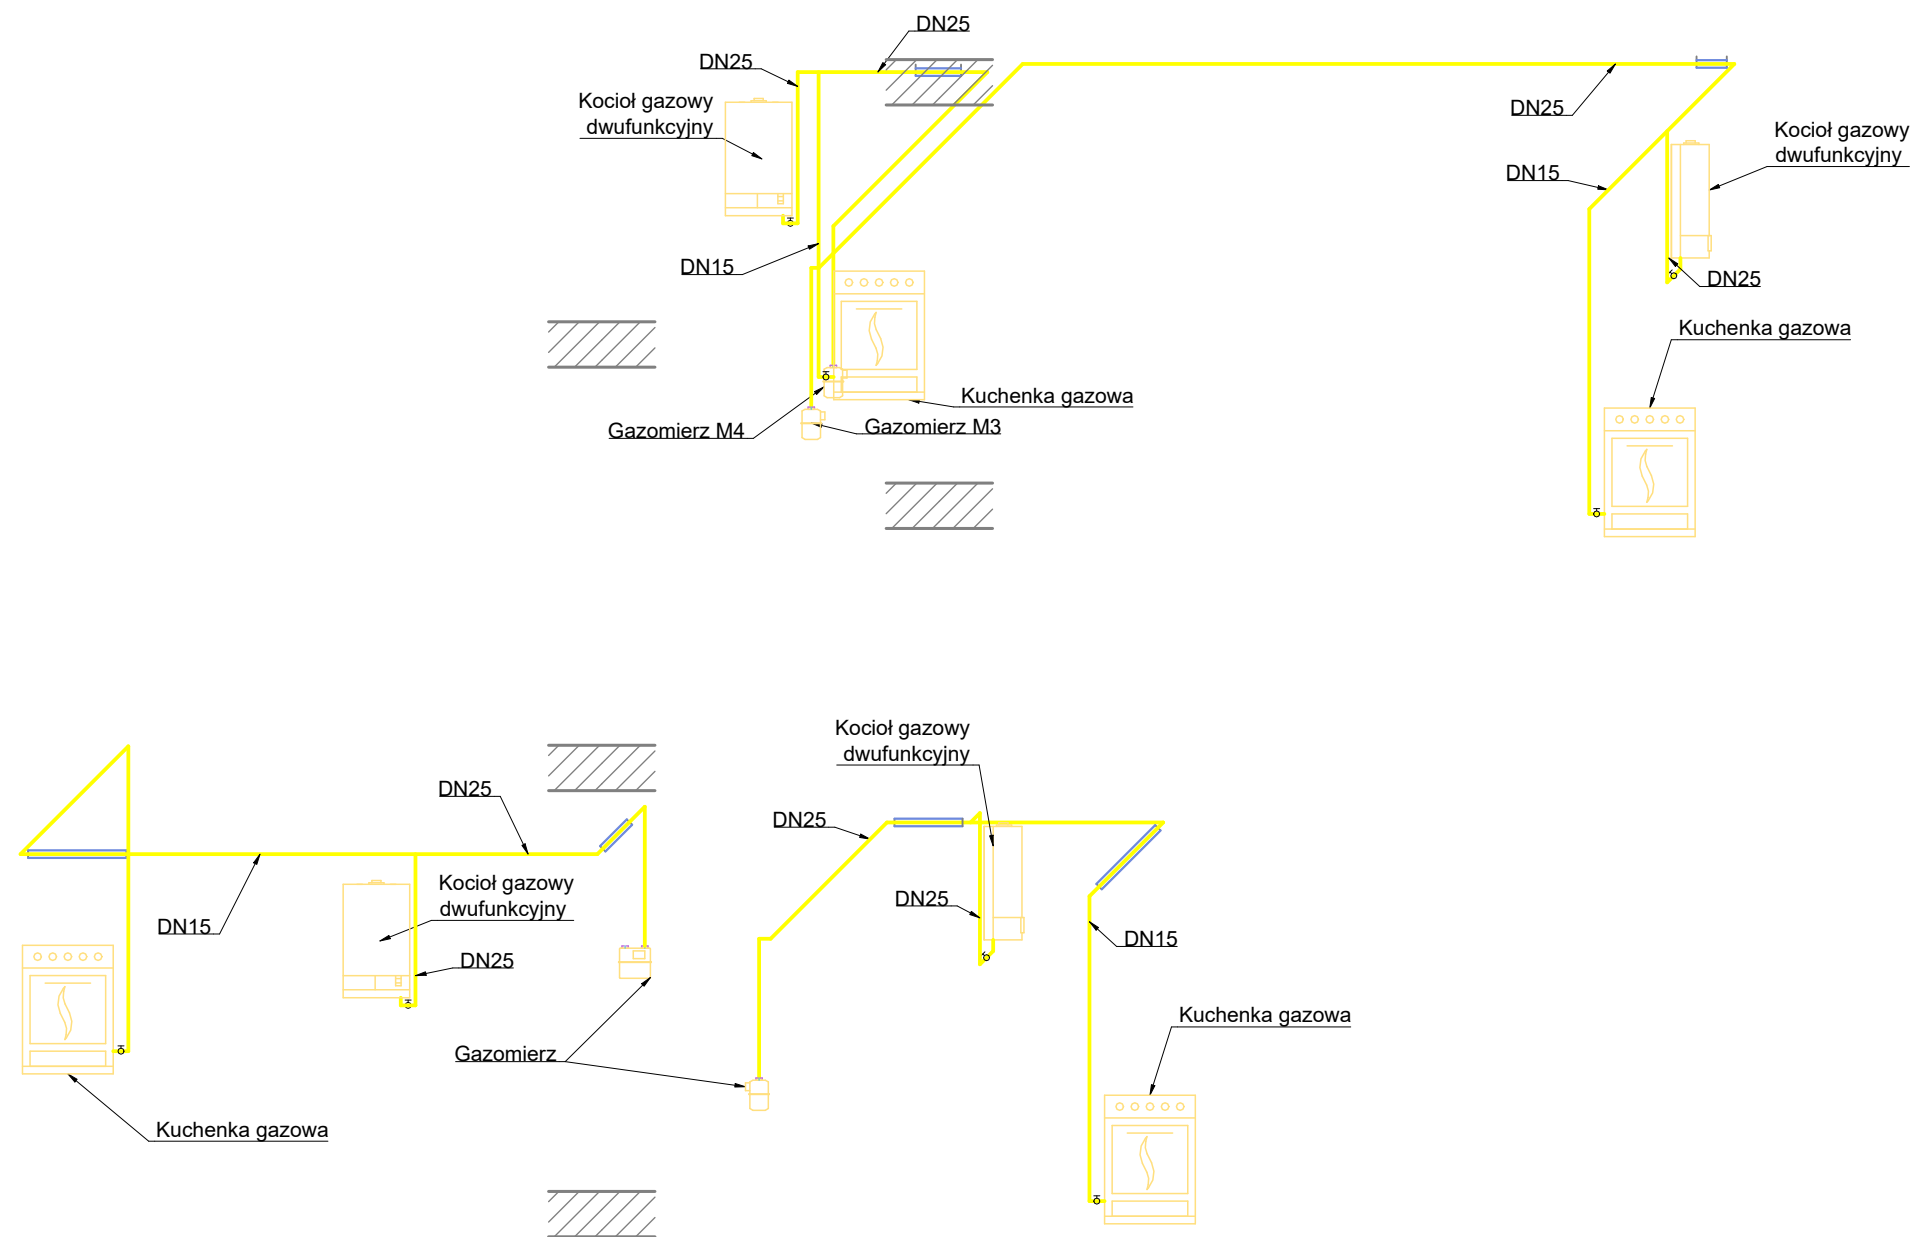 DN25
DN25
Kocioł gazowy
dwufunkcyjny
DN25
Kocioł gazowy
dwufunkcyjny
DN15
DN15
DN25
Kuchenka gazowa
Kuchenka gazowa
Gazomierz M4
Gazomierz M3
Kocioł gazowy
dwufunkcyjny
DN25
DN25
Kocioł gazowy
dwufunkcyjny
DN25
DN15
DN15
DN25
Kuchenka gazowa
Gazomierz
Kuchenka gazowa